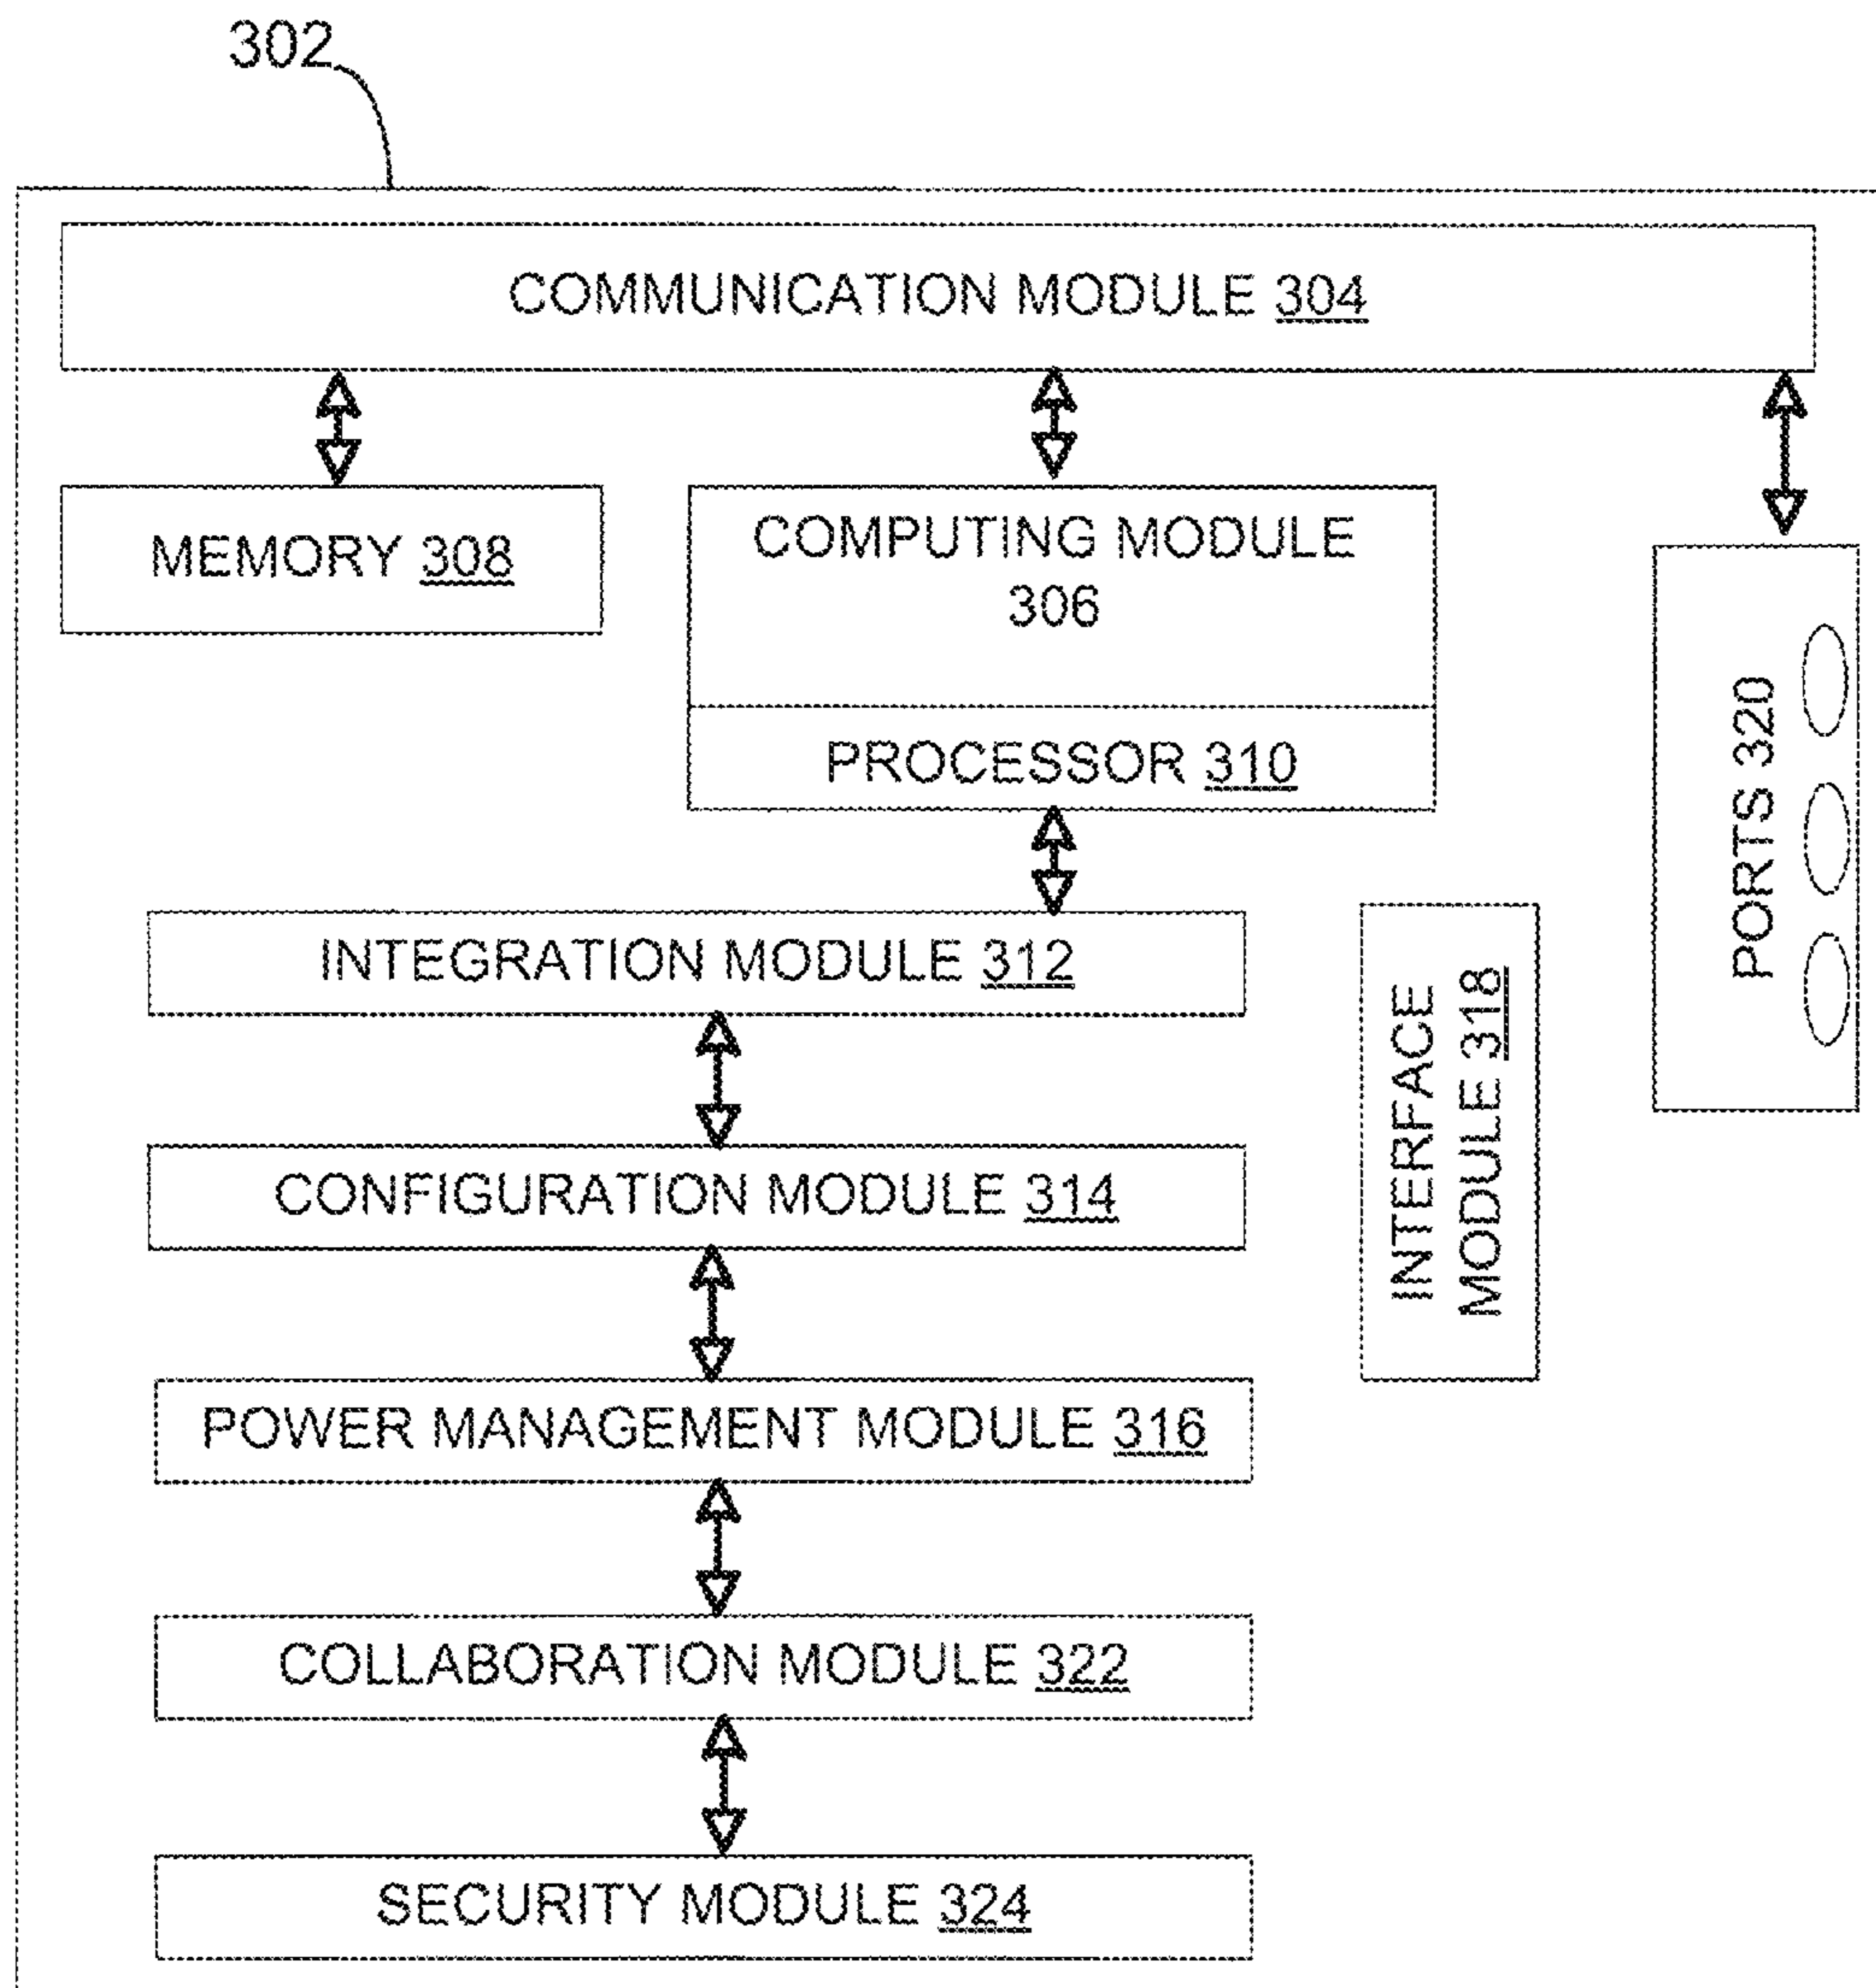 302
COMMUNICATION MODULE 304
MEMORY 308
COMPUTING MODULE
306
PROCESSOR 310
PORTS 320
INTEGRATION MODULE 312
INTERFACE
MODULE 318
CONFIGURATION MODULE 314
POWER MANAGEMENT MODULE 316
COLLABORATION MODULE 322
SECURITY MODULE 324